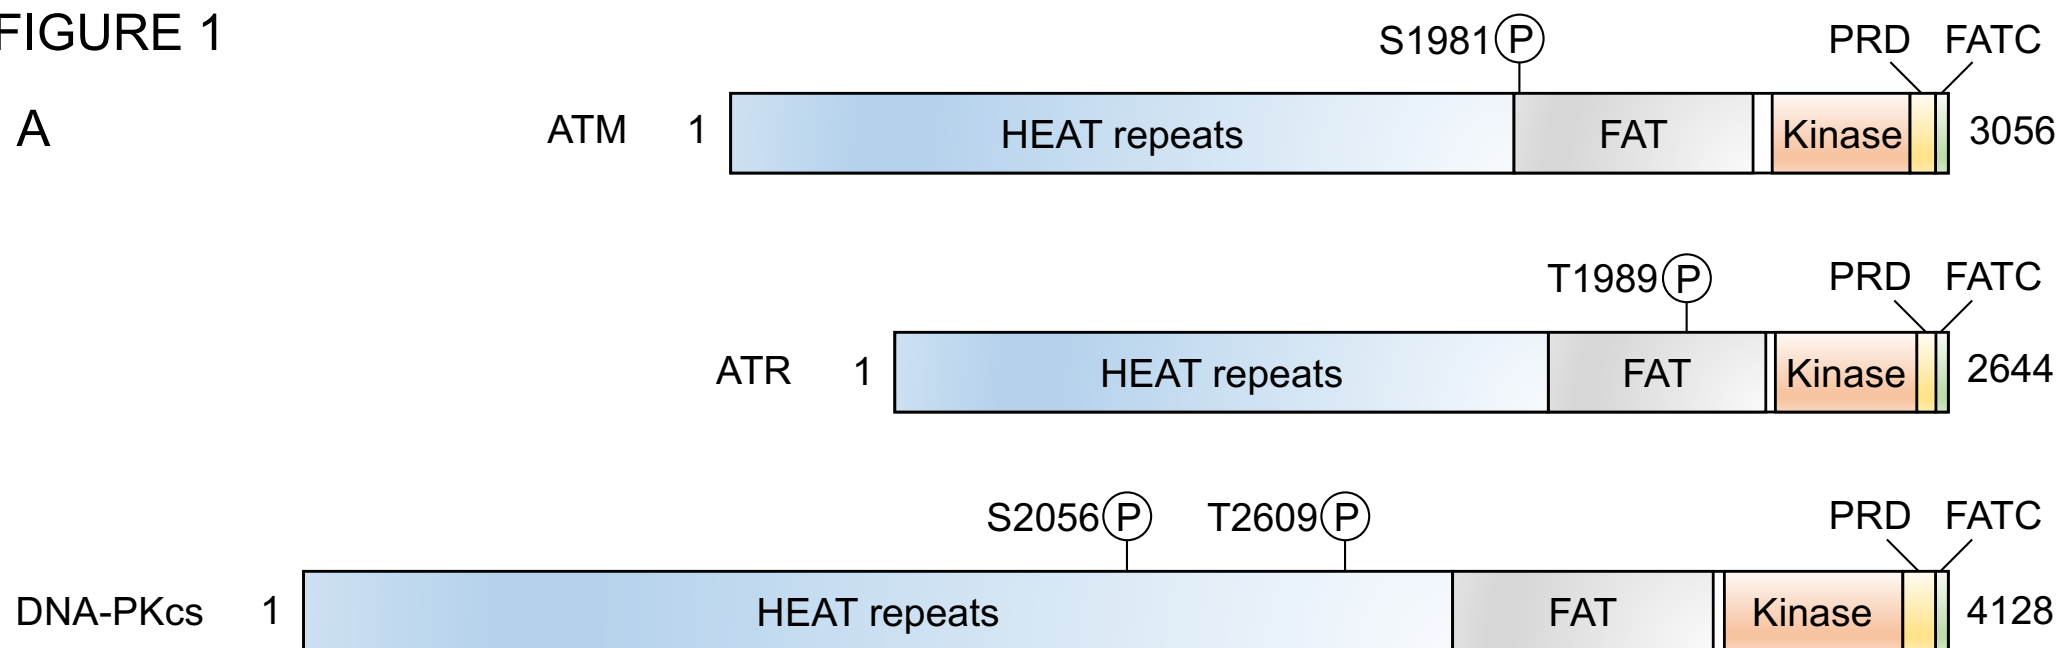 FIGURE 1
A
S1981 P PRD FATC
ATM 1 HEAT repeats FAT Kinase 3056
T1989 P PRD FATC
ATR 1 HEAT repeats FAT Kinase 2644
S2056 P T2609 P PRD FATC
DNA-PKcs 1 HEAT repeats FAT Kinase 4128